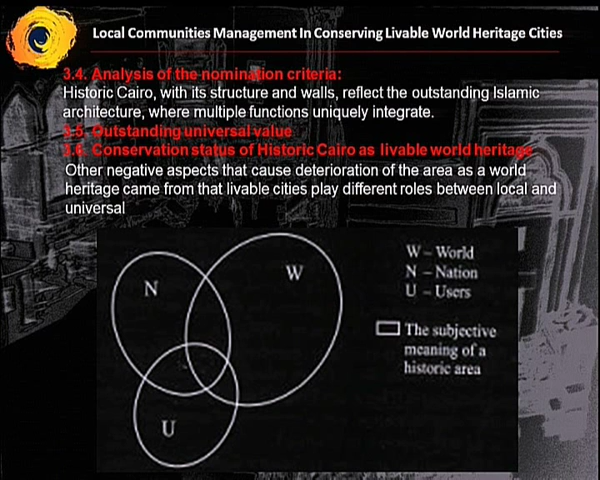 Local Communities Management In Conserving Livable World Heritage Cities
3.4. Analysis of the nomination criteria:
Historic Cairo, with its structure and walls, reflect the outstanding Islamic
architecture, where multiple functions uniquely integrate.
3.5. Outstanding universal value
3.6. Conservation status of Historic Cairo as livable world heritage
Other negative aspects that cause deterioration of the area as a world
heritage came from that livable cities play different roles between local and
universal
N
W
U
W – World
N – Nation
U – Users
The subjective
meaning of a
historic area